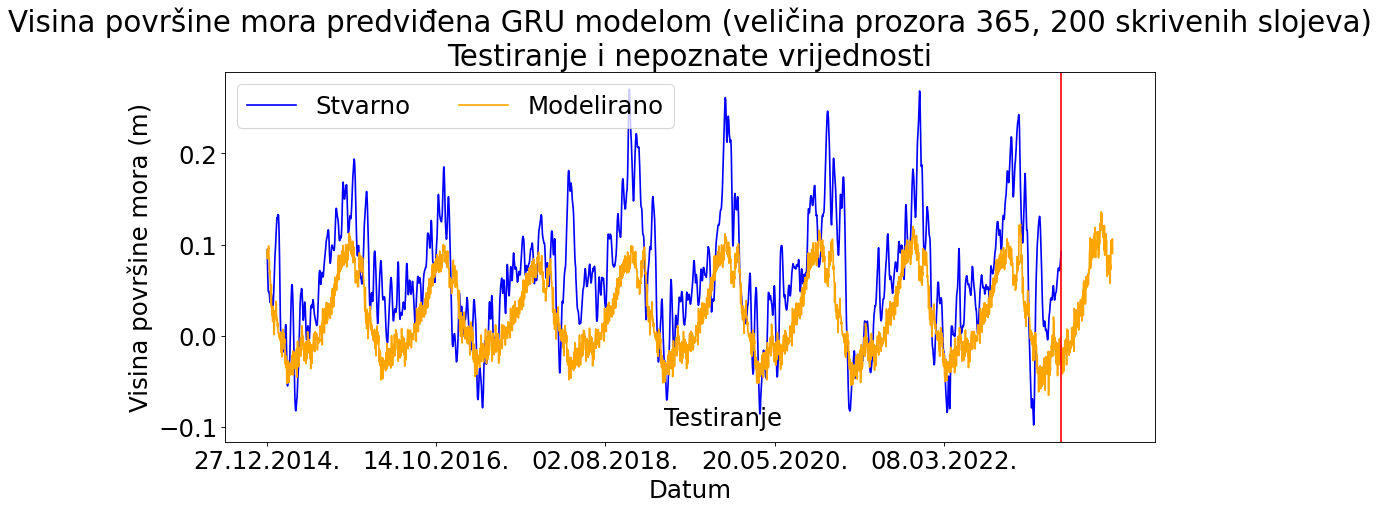 Visina površine mora predviđena GRU modelom (veličina prozora 365, 200 skrivenih slojeva)
Testiranje i nepoznate vrijednosti
Stvarno
Modelirano
Visina površine mora (m)
0.2
0.1
0.0
−0.1
Testiranje
27.12.2014.
14.10.2016.
02.08.2018.
20.05.2020.
08.03.2022.
Datum